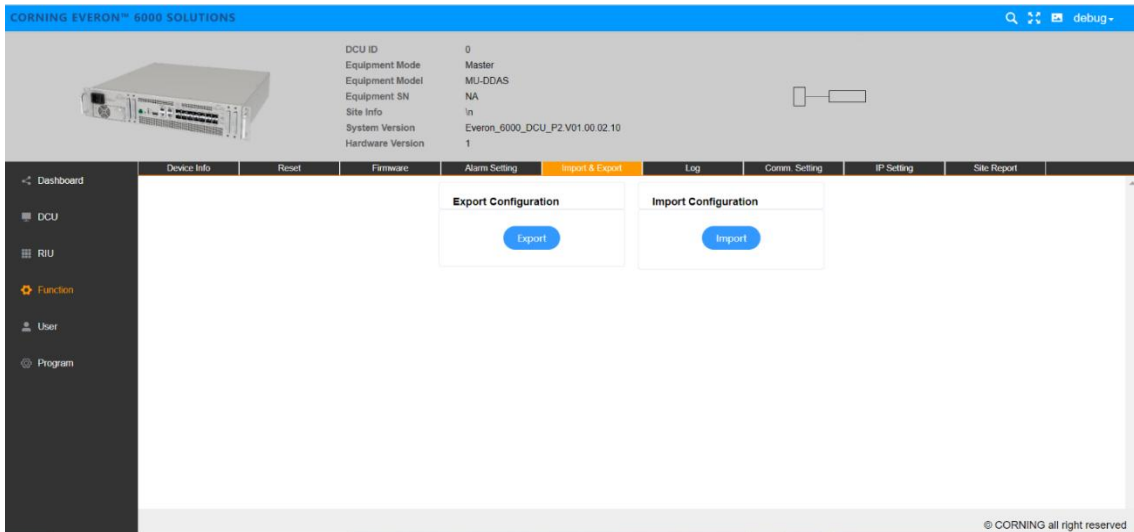 CORNING EVERON™ 6000 SOLUTIONS
debug
DCU ID 0
Equipment Mode Master
Equipment Model MU-DDAS
Equipment SN NA
Site Info \n
System Version Everon_6000_DCU_P2.V01.00.02.10
Hardware Version 1
Device Info Reset Firmware Alarm Setting Import & Export Log Comm. Setting IP Setting Site Report
Dashboard
DCU
RIU
Function
User
Program
Export Configuration
Export
Import Configuration
Import
© CORNING all right reserved